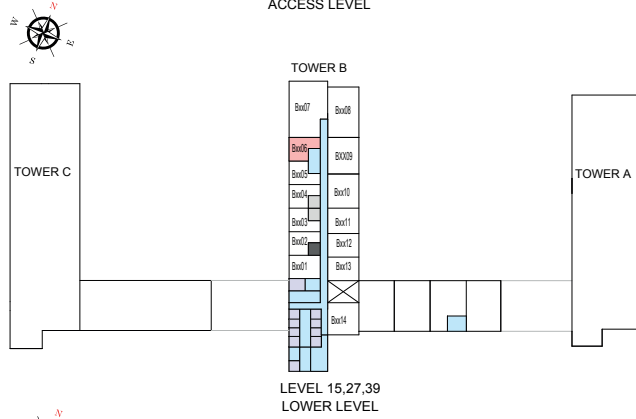 ACCESS LEVEL
N
W
E
S
TOWER B
Bxx07
Bxx08
Bxx06
BXX09
TOWER C
Bxx05
TOWER A
Bxx04
Bxx10
Bxx03
Bxx11
Bxx02
Bxx12
Bxx01
Bxx13
Bxx14
LEVEL 15,27,39
LOWER LEVEL
N